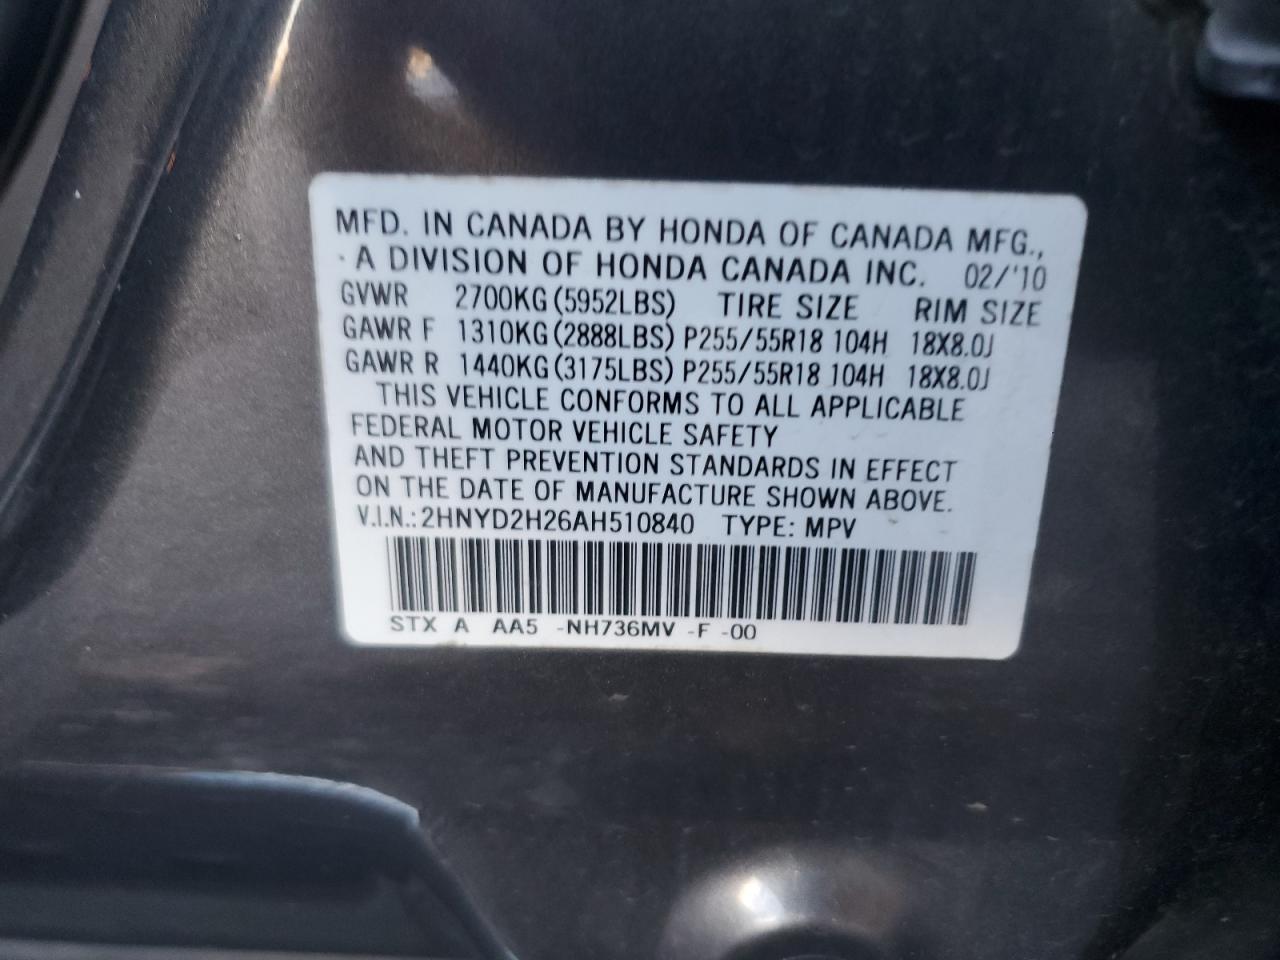 MFD. IN CANADA BY HONDA OF CANADA MFG.,
A DIVISION OF HONDA CANADA INC. 02/'10
GVWR 2700KG (5952LBS) TIRE SIZE RIM SIZE
GAWR F 1310KG (2888LBS) P255/55R18 104H 18X8.0J
GAWR R 1440KG (3175LBS) P255/55R18 104H 18X8.0J
THIS VEHICLE CONFORMS TO ALL APPLICABLE
FEDERAL MOTOR VEHICLE SAFETY
AND THEFT PREVENTION STANDARDS IN EFFECT
ON THE DATE OF MANUFACTURE SHOWN ABOVE.
V.I.N.: 2HNYD2H26AH510840 TYPE: MPV
STX A AA5 -NH736MV -F -00